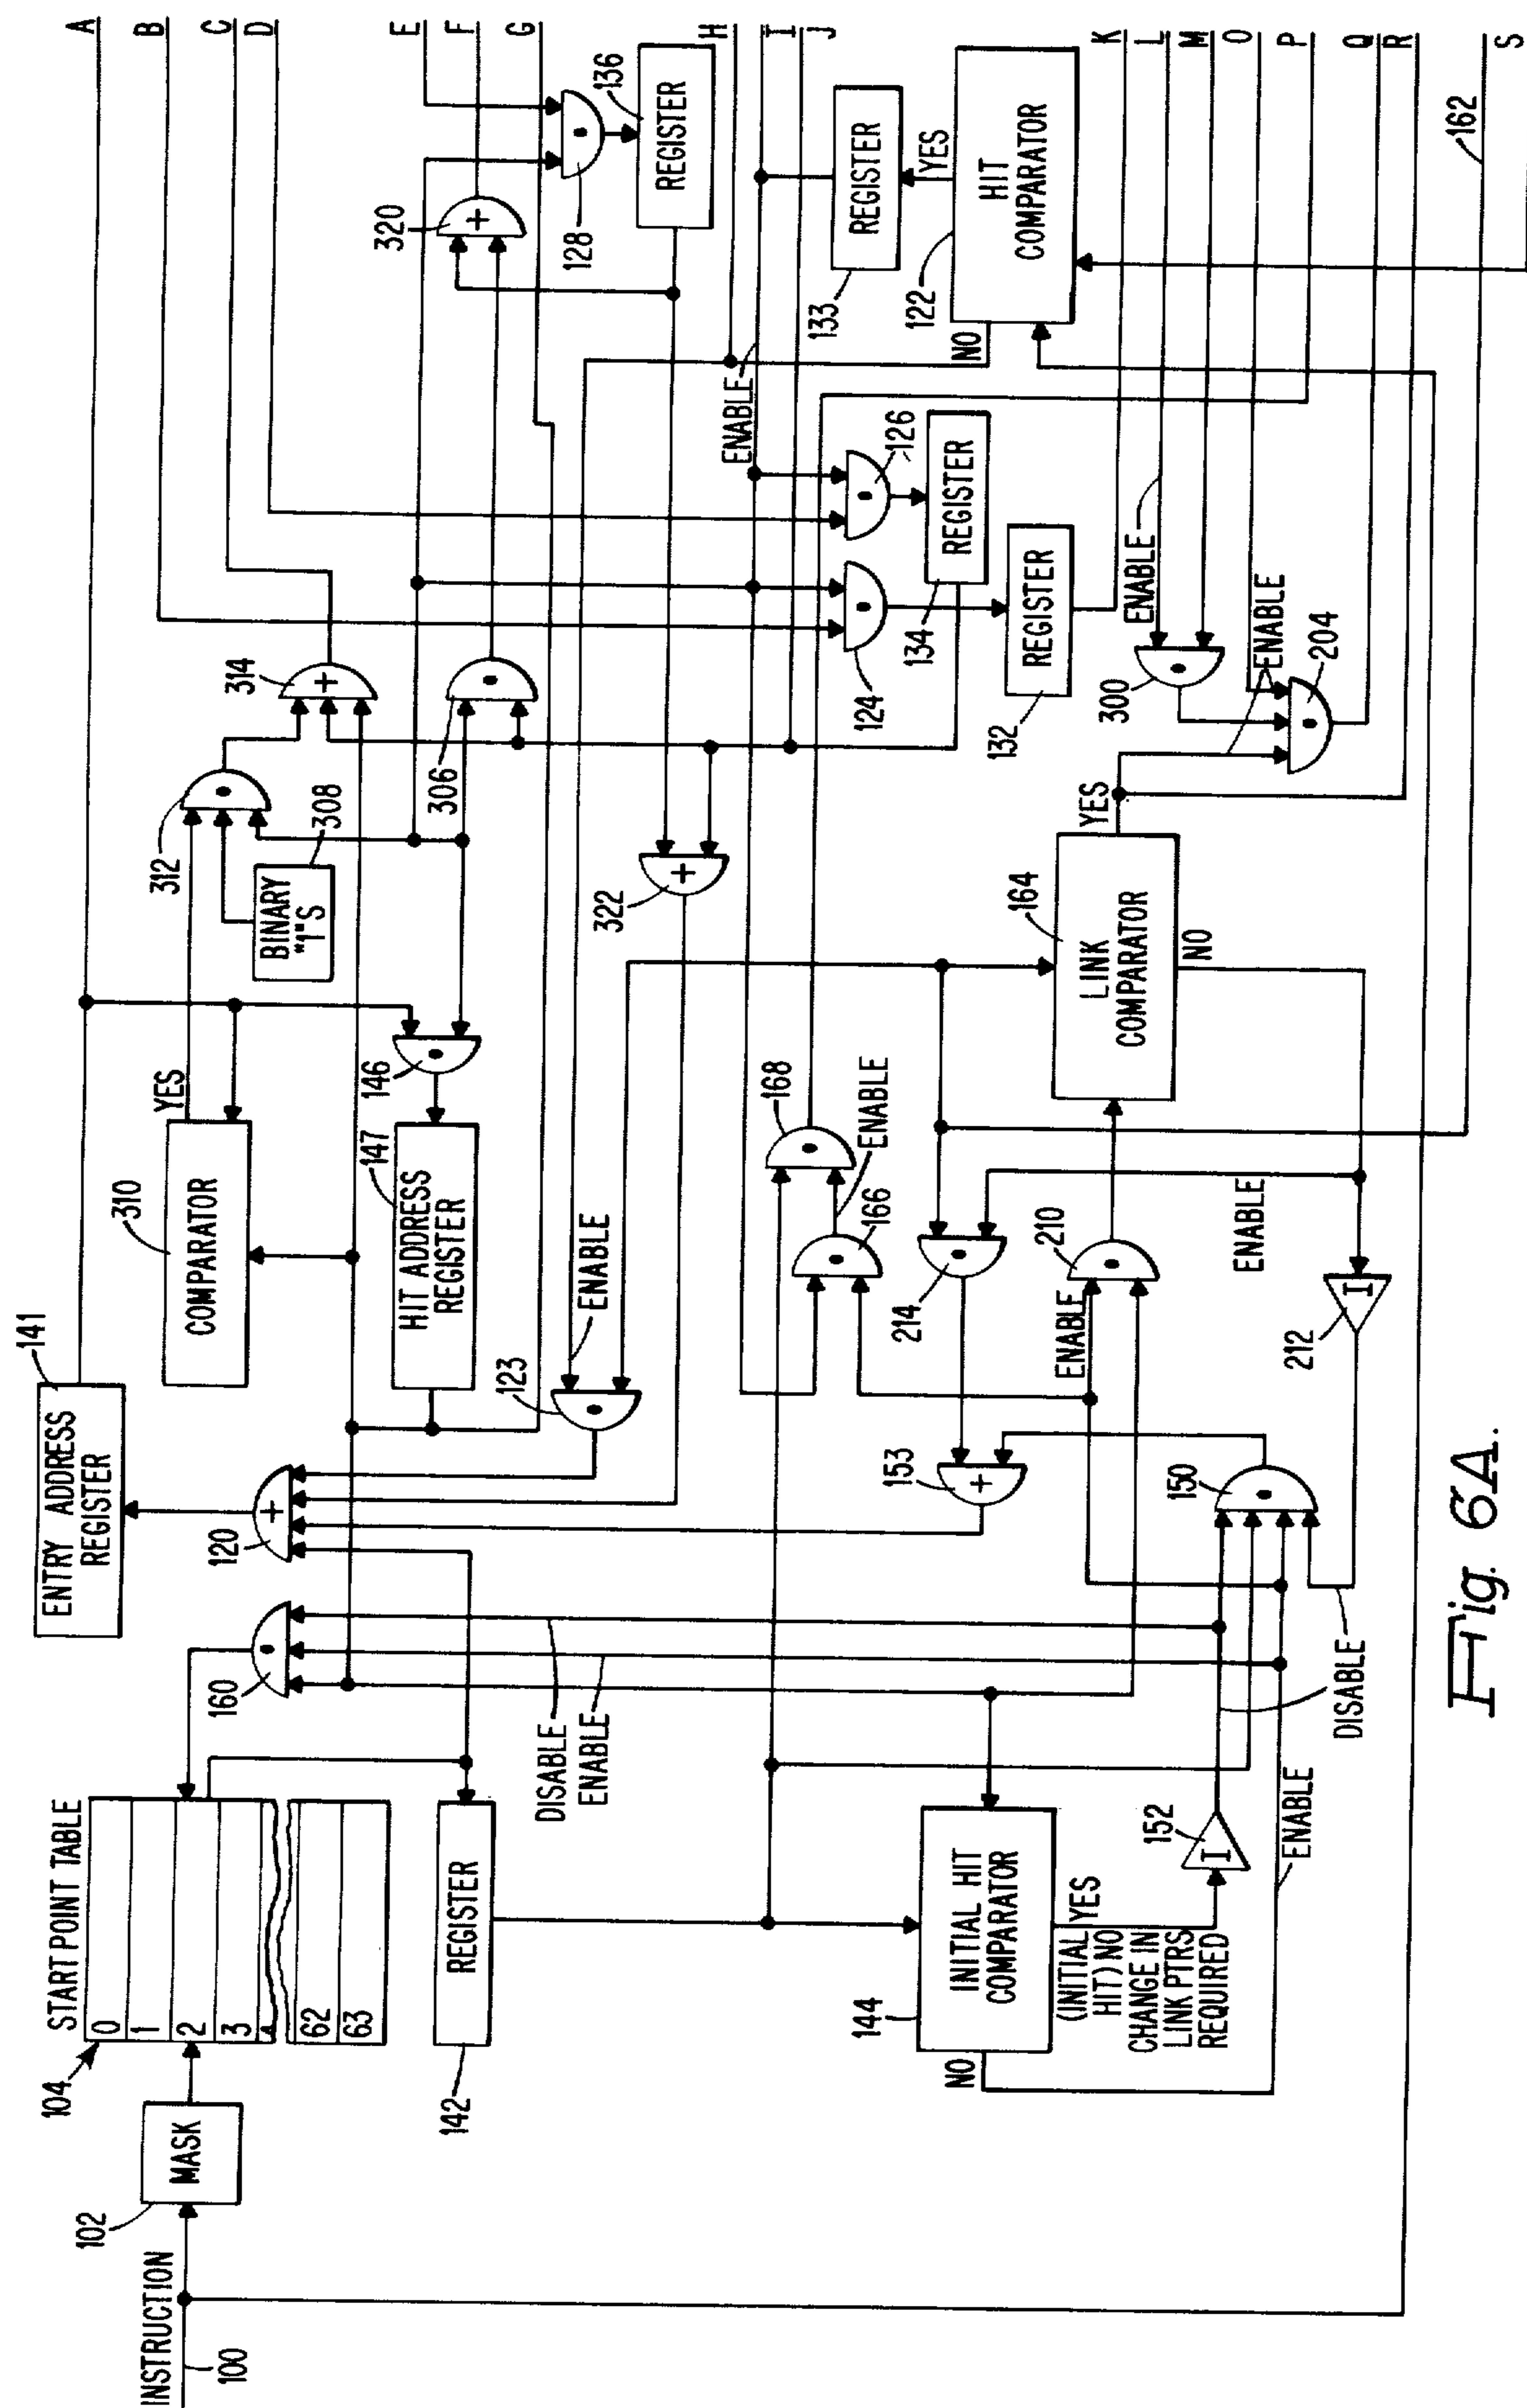 INSTRUCTION
100
102
MASK
104
START POINT TABLE
0
1
2
3
62
63
142
REGISTER
141
ENTRY ADDRESS
REGISTER
160
120
DISABLE
ENABLE
144
INITIAL HIT
COMPARATOR
NO
YES
(INITIAL
HIT) NO
CHANGE IN
LINK PTRS
REQUIRED
152
I
ENABLE
DISABLE
150
153
212
I
ENABLE
310
COMPARATOR
YES
147
HIT ADDRESS
REGISTER
146
123
ENABLE
168
166
ENABLE
214
210
ENABLE
312
BINARY
"1"S
308
314
306
322
164
LINK
COMPARATOR
YES
NO
320
128
136
REGISTER
ENABLE
126
124
134
REGISTER
132
REGISTER
133
REGISTER
YES
122
HIT
COMPARATOR
NO
ENABLE
300
ENABLE
204
162
A
B
C
D
E
F
G
H
I
J
K
L
M
O
P
Q
R
S
Fig. 6A.